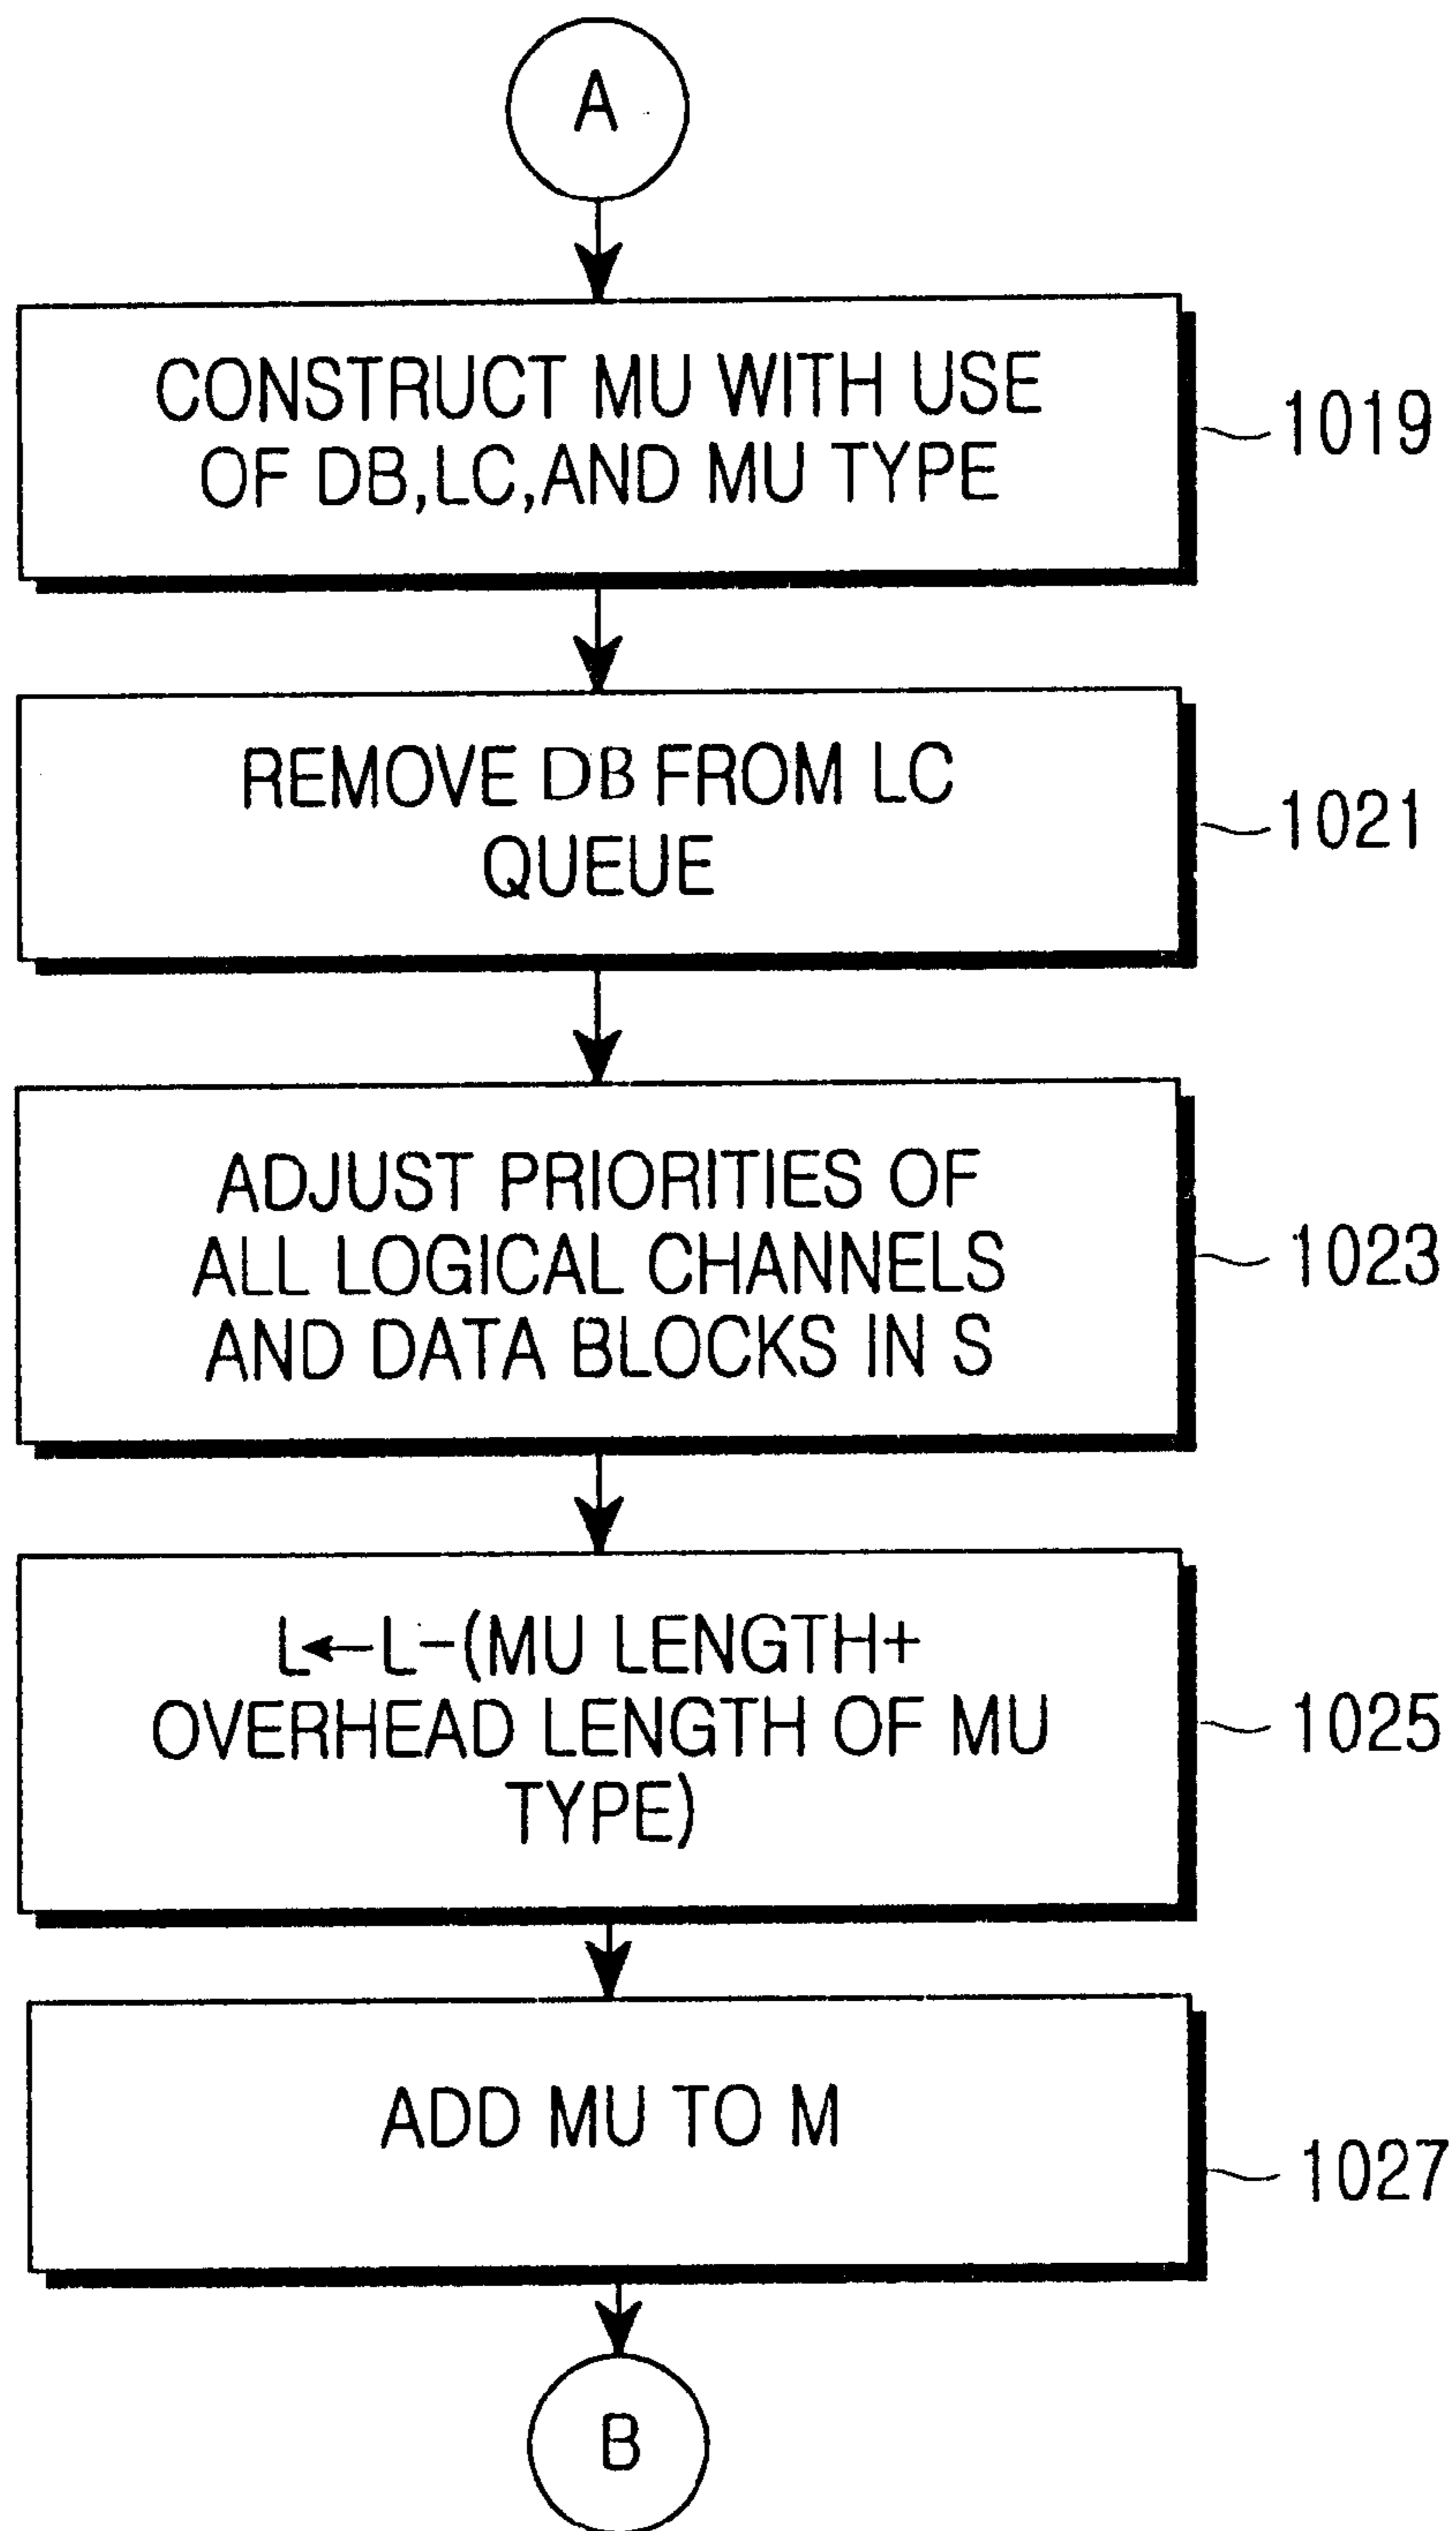 A
CONSTRUCT MU WITH USE
OF DB,LC,AND MU TYPE
1019
REMOVE DB FROM LC
QUEUE
1021
ADJUST PRIORITIES OF
ALL LOGICAL CHANNELS
AND DATA BLOCKS IN S
1023
L←L-(MU LENGTH+
OVERHEAD LENGTH OF MU
TYPE)
1025
ADD MU TO M
1027
B